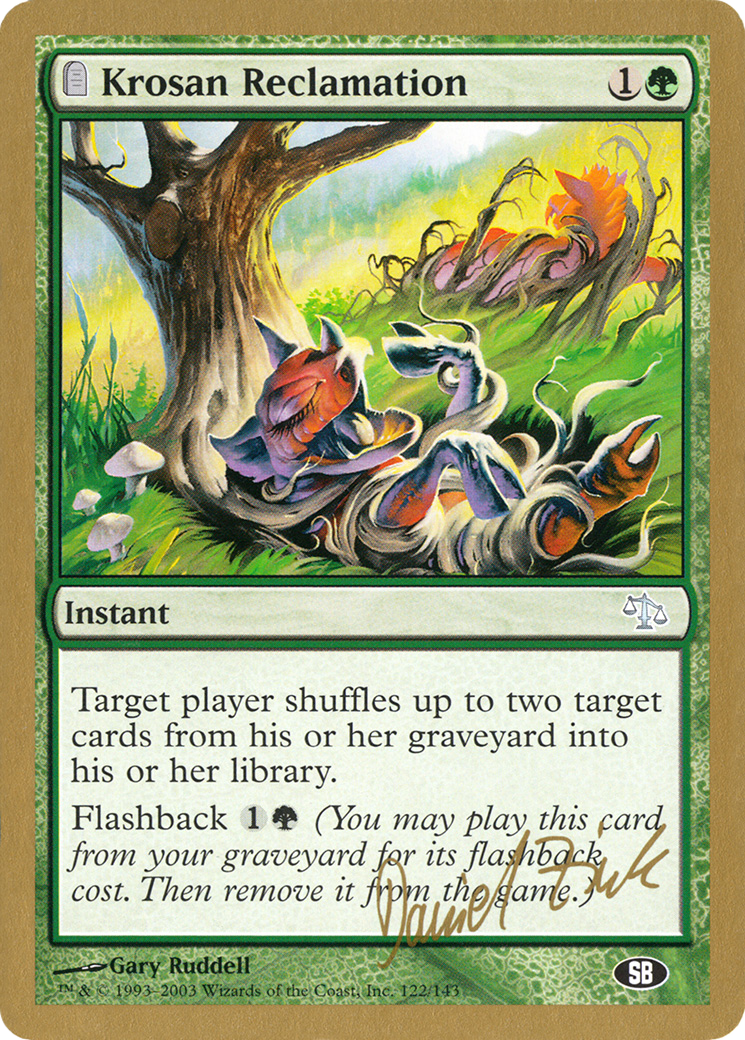 Krosan Reclamation 1
Instant
Target player shuffles up to two target
cards from his or her graveyard into
his or her library.
Flashback 1 (You may play this card
from your graveyard for its flashback
cost. Then remove it from the game.)
Daniel Zink
Gary Ruddell
SB
™ & © 1993–2003 Wizards of the Coast, Inc. 122/143